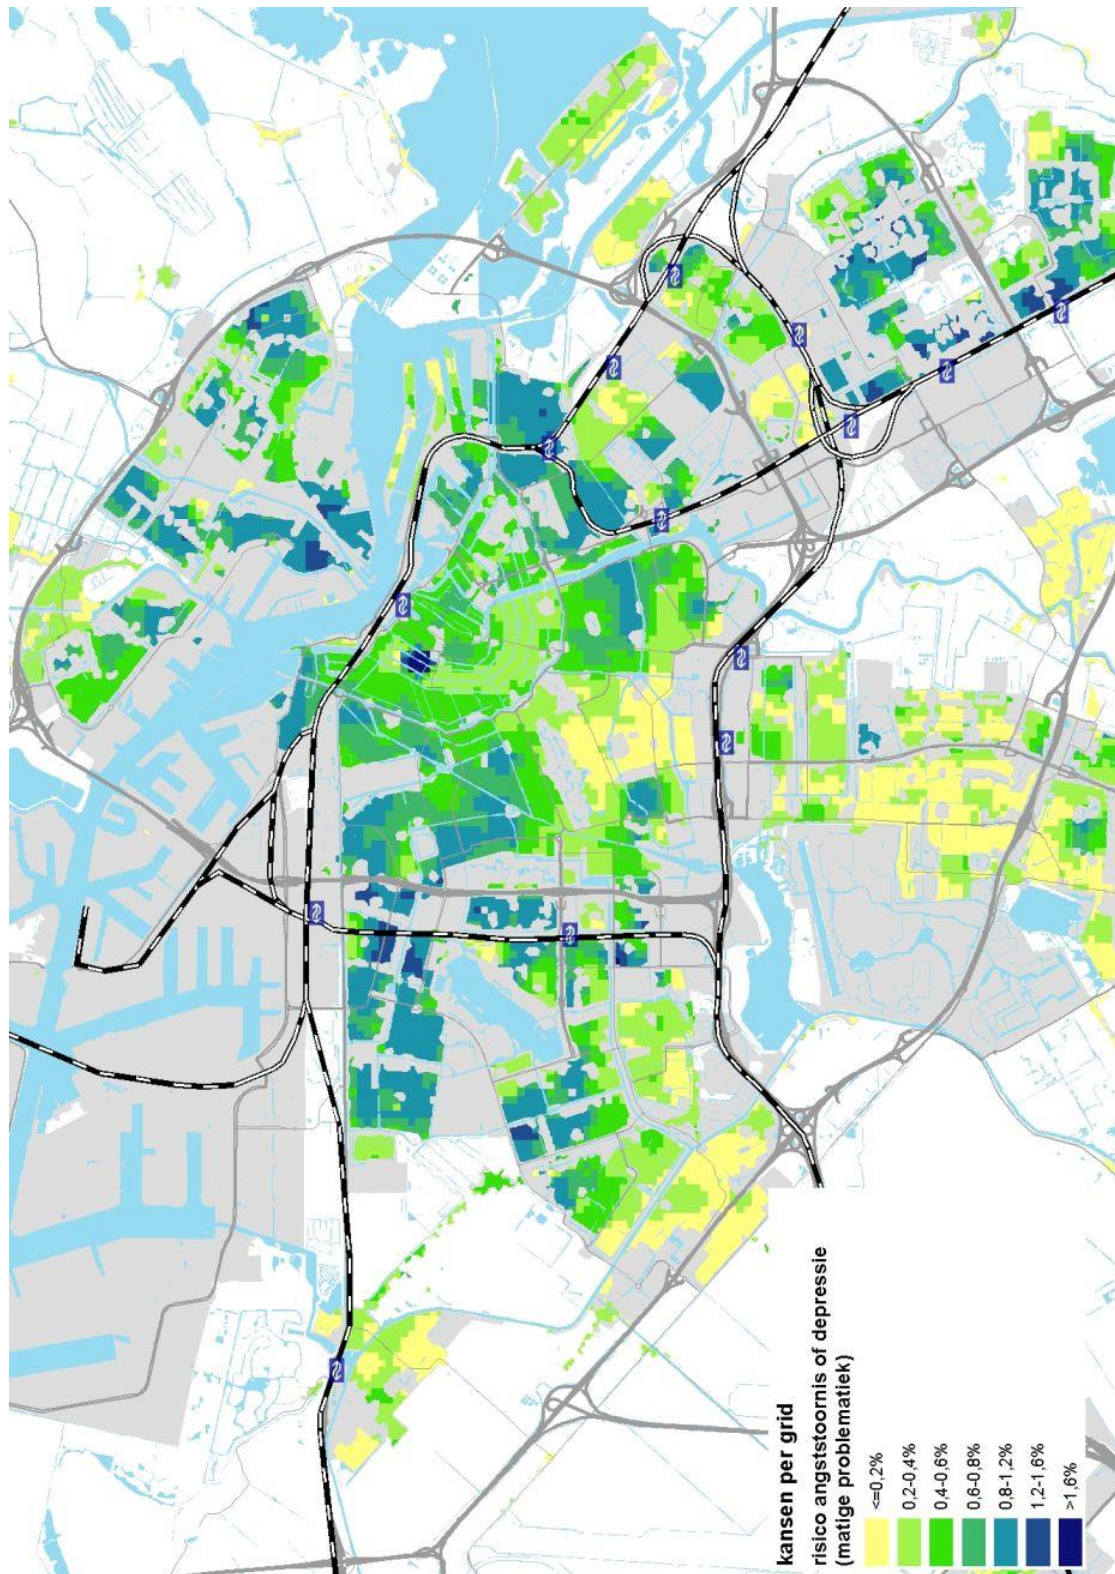 kansen per grid
risico angststoornis of depressie
(matige problematiek)
<=0,2%
0,2-0,4%
0,4-0,6%
0,6-0,8%
0,8-1,2%
1,2-1,6%
>1,6%